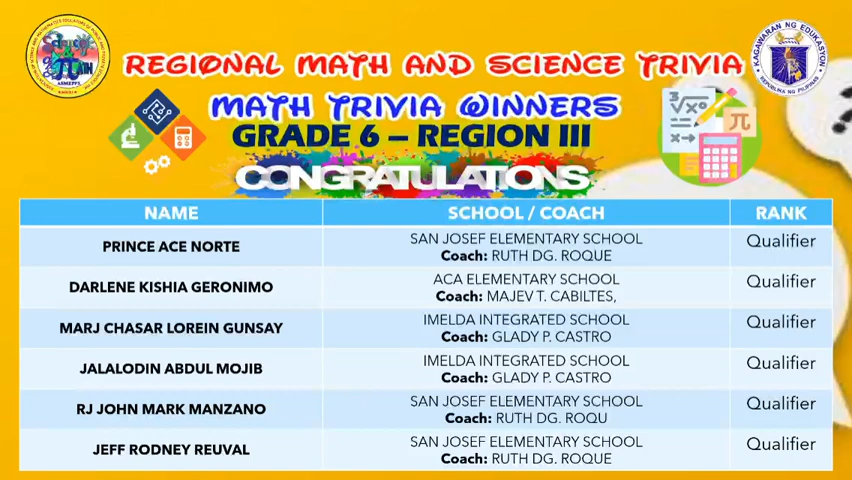 REGIONAL MATH AND SCIENCE TRIVIA
KAGAWARAN NG EDUKASYON
REPUBLIKA NG PILIPINAS
MATH TRIVIA WINNERS
GRADE 6 – REGION III
CONGRATULATIONS
NAME SCHOOL / COACH RANK
PRINCE ACE NORTE SAN JOSEF ELEMENTARY SCHOOL Qualifier
Coach: RUTH DG. ROQUE
DARLENE KISHIA GERONIMO ACA ELEMENTARY SCHOOL Qualifier
Coach: MAJEV T. CABILTES,
MARJ CHASAR LOREIN GUNSAY IMELDA INTEGRATED SCHOOL Qualifier
Coach: GLADY P. CASTRO
JALALODIN ABDUL MOJIB IMELDA INTEGRATED SCHOOL Qualifier
Coach: GLADY P. CASTRO
RJ JOHN MARK MANZANO SAN JOSEF ELEMENTARY SCHOOL Qualifier
Coach: RUTH DG. ROQU
JEFF RODNEY REUVAL SAN JOSEF ELEMENTARY SCHOOL Qualifier
Coach: RUTH DG. ROQUE